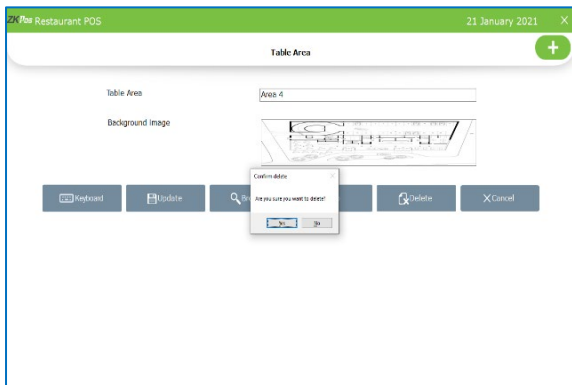 ZKPos Restaurant POS
21 January 2021 X
Table Area
+
Table Area
Area 4
Background Image
Confirm delete
Are you sure you want to delete!
Yes No
Keyboard
Update
Delete
Cancel